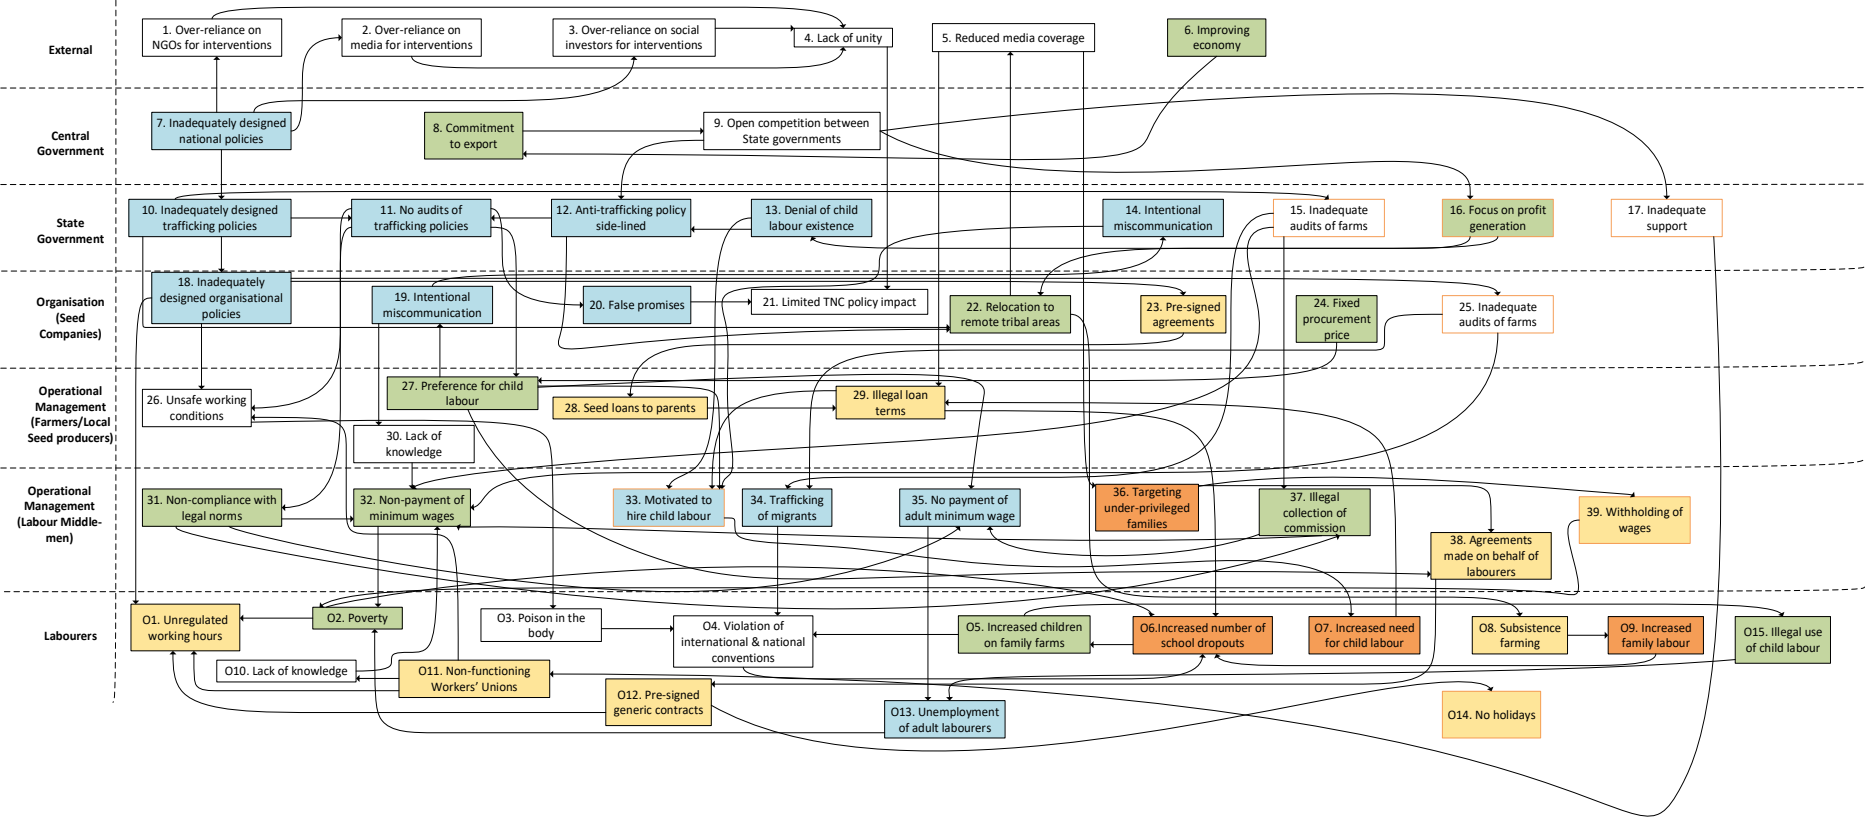 External
1. Over-reliance on
NGOs for interventions
2. Over-reliance on
media for interventions
3. Over-reliance on social
investors for interventions
4. Lack of unity
5. Reduced media coverage
6. Improving
economy
Central
Government
7. Inadequately designed
national policies
8. Commitment
to export
9. Open competition between
State governments
State
Government
10. Inadequately designed
trafficking policies
11. No audits of
trafficking policies
12. Anti-trafficking policy
side-lined
13. Denial of child
labour existence
14. Intentional
miscommunication
15. Inadequate
audits of farms
16. Focus on profit
generation
17. Inadequate
support
Organisation
(Seed
Companies)
18. Inadequately
designed organisational
policies
19. Intentional
miscommunication
20. False promises
21. Limited TNC policy impact
22. Relocation to
remote tribal areas
23. Pre-signed
agreements
24. Fixed
procurement
price
25. Inadequate
audits of farms
Operational
Management
(Farmers/Local
Seed producers)
26. Unsafe working
conditions
27. Preference for child
labour
28. Seed loans to parents
29. Illegal loan
terms
30. Lack of
knowledge
Operational
Management
(Labour Middle-
men)
31. Non-compliance with
legal norms
32. Non-payment of
minimum wages
33. Motivated to
hire child labour
34. Trafficking
of migrants
35. No payment of
adult minimum wage
36. Targeting
under-privileged
families
37. Illegal
collection of
commission
38. Agreements
made on behalf of
labourers
39. Withholding of
wages
Labourers
O1. Unregulated
working hours
O2. Poverty
O3. Poison in the
body
O4. Violation of
international & national
conventions
O5. Increased children
on family farms
O6.Increased number of
school dropouts
O7. Increased need
for child labour
O8. Subsistence
farming
O9. Increased
family labour
O15. Illegal use
of child labour
O10. Lack of knowledge
O11. Non-functioning
Workers' Unions
O12. Pre-signed
generic contracts
O13. Unemployment
of adult labourers
O14. No holidays